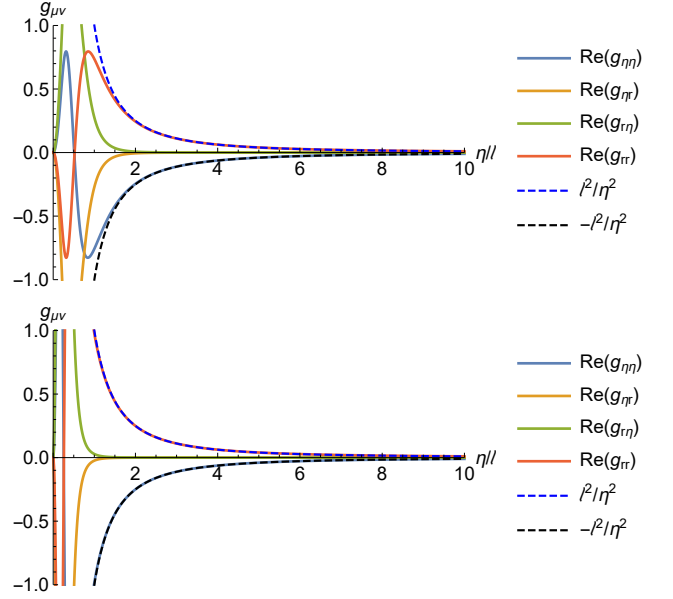 g_μν
1.0
0.5
0.0
−0.5
−1.0
2 4 6 8 10
η/l
Re(g_ηη)
Re(g_ηr)
Re(g_rη)
Re(g_rr)
l²/η²
−l²/η²
g_μν
1.0
0.5
0.0
−0.5
−1.0
2 4 6 8 10
η/l
Re(g_ηη)
Re(g_ηr)
Re(g_rη)
Re(g_rr)
l²/η²
−l²/η²